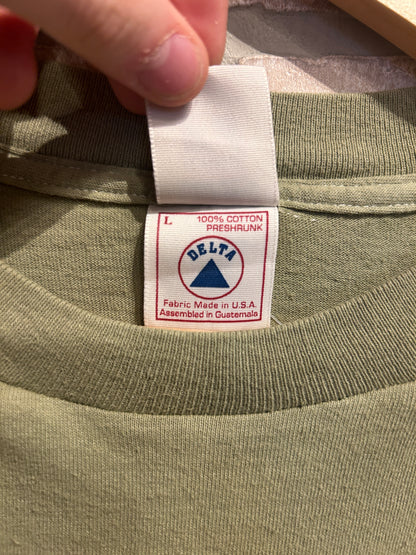 L
100% COTTON
PRESHRUNK
DELTA
Fabric Made in U.S.A.
Assembled in Guatemala